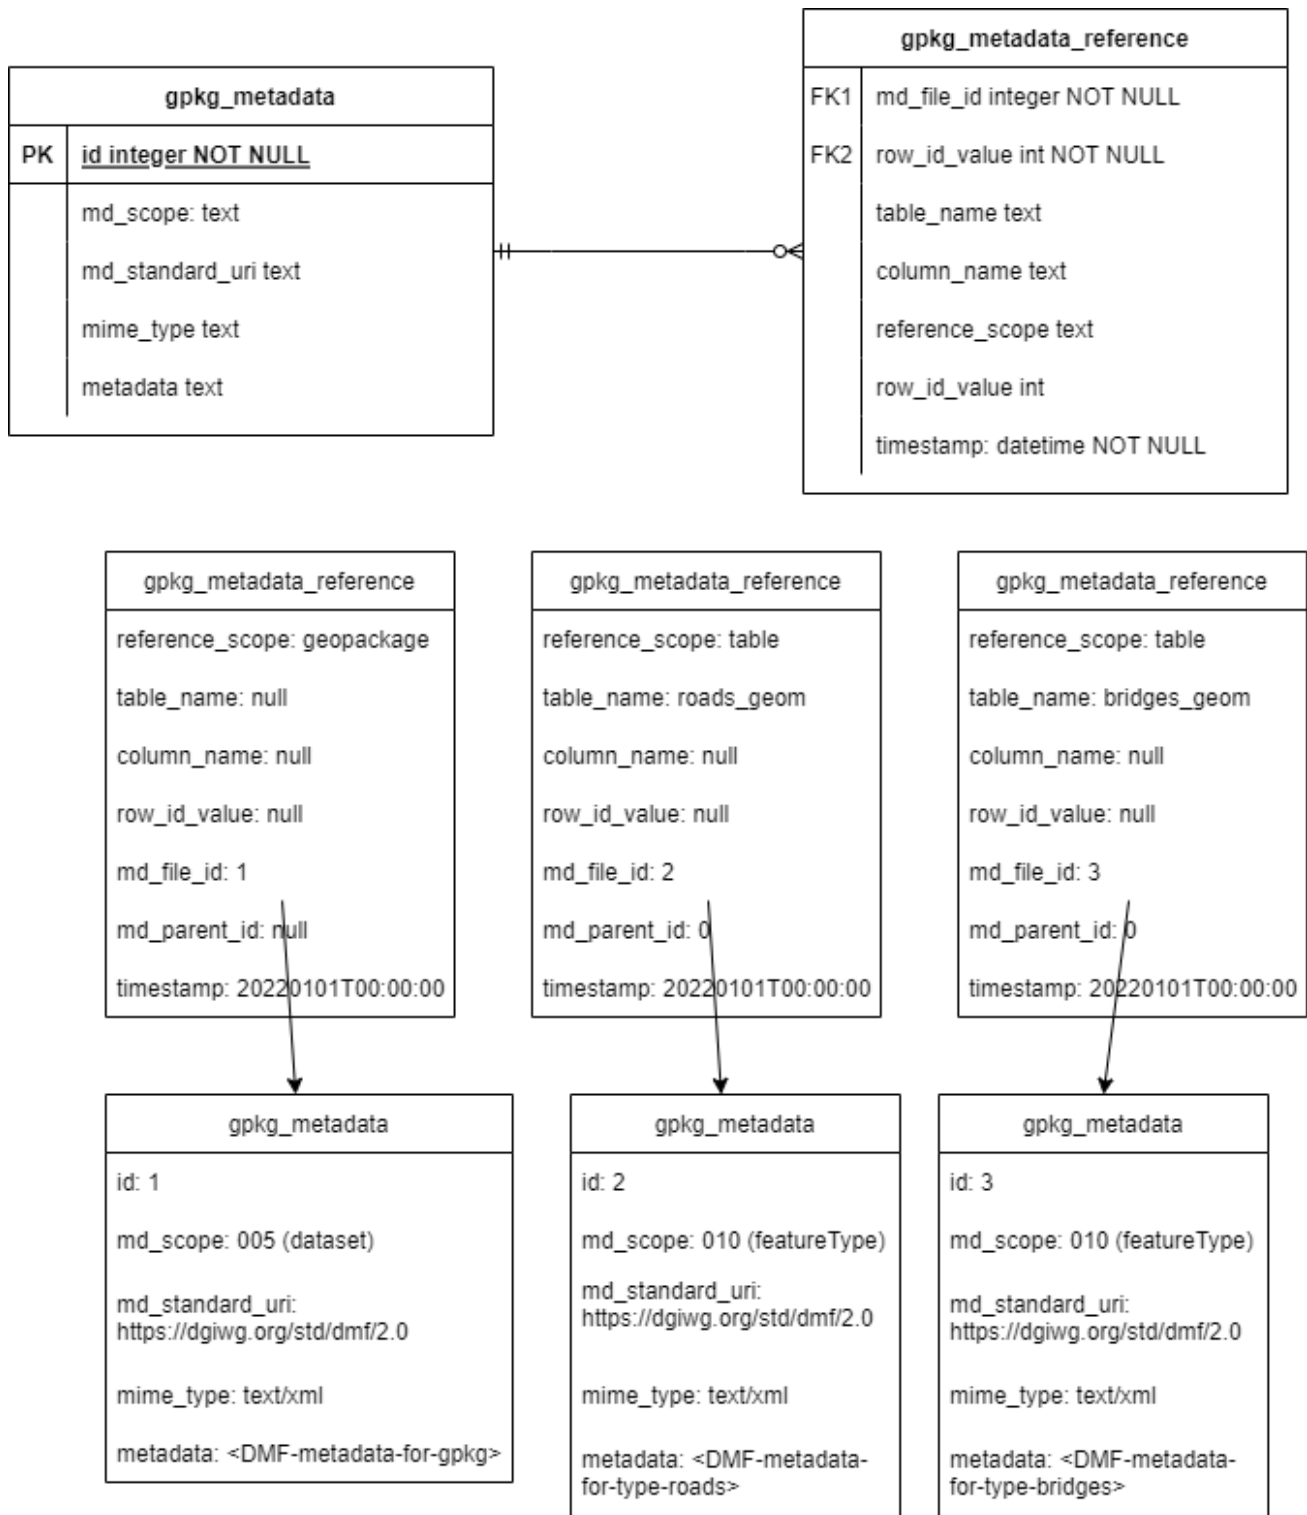 gpkg_metadata
PK id integer NOT NULL
md_scope: text
md_standard_uri text
mime_type text
metadata text
gpkg_metadata_reference
FK1 md_file_id integer NOT NULL
FK2 row_id_value int NOT NULL
table_name text
column_name text
reference_scope text
row_id_value int
timestamp: datetime NOT NULL
gpkg_metadata_reference
reference_scope: geopackage
table_name: null
column_name: null
row_id_value: null
md_file_id: 1
md_parent_id: null
timestamp: 20220101T00:00:00
gpkg_metadata_reference
reference_scope: table
table_name: roads_geom
column_name: null
row_id_value: null
md_file_id: 2
md_parent_id: 0
timestamp: 20220101T00:00:00
gpkg_metadata_reference
reference_scope: table
table_name: bridges_geom
column_name: null
row_id_value: null
md_file_id: 3
md_parent_id: 0
timestamp: 20220101T00:00:00
gpkg_metadata
id: 1
md_scope: 005 (dataset)
md_standard_uri:
https://dgiwg.org/std/dmf/2.0
mime_type: text/xml
metadata: <DMF-metadata-for-gpkg>
gpkg_metadata
id: 2
md_scope: 010 (featureType)
md_standard_uri:
https://dgiwg.org/std/dmf/2.0
mime_type: text/xml
metadata: <DMF-metadata-
for-type-roads>
gpkg_metadata
id: 3
md_scope: 010 (featureType)
md_standard_uri:
https://dgiwg.org/std/dmf/2.0
mime_type: text/xml
metadata: <DMF-metadata-
for-type-bridges>